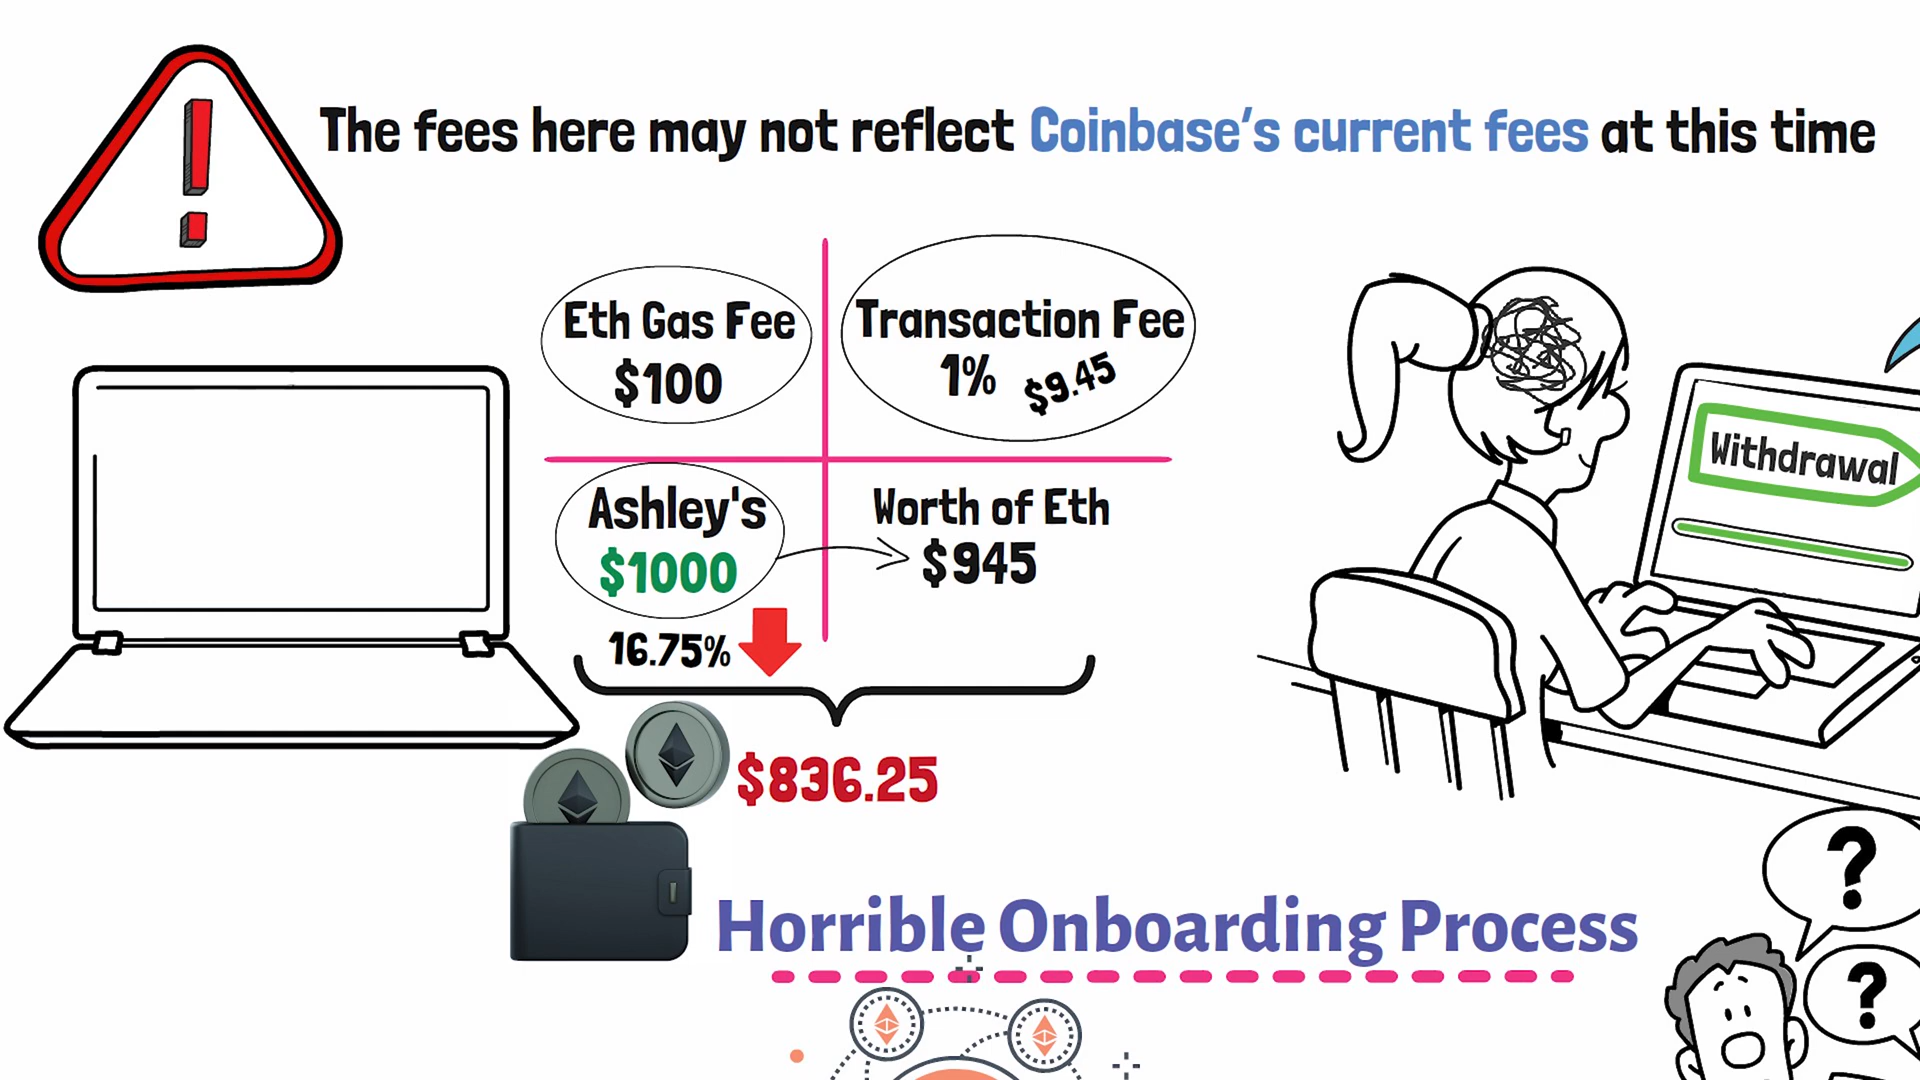 The fees here may not reflect Coinbase's current fees at this time
Eth Gas Fee
$100
Transaction Fee
1% $9.45
Ashley's
$1000
Worth of Eth
$945
16.75%
$836.25
Withdrawal
Horrible Onboarding Process
?
?